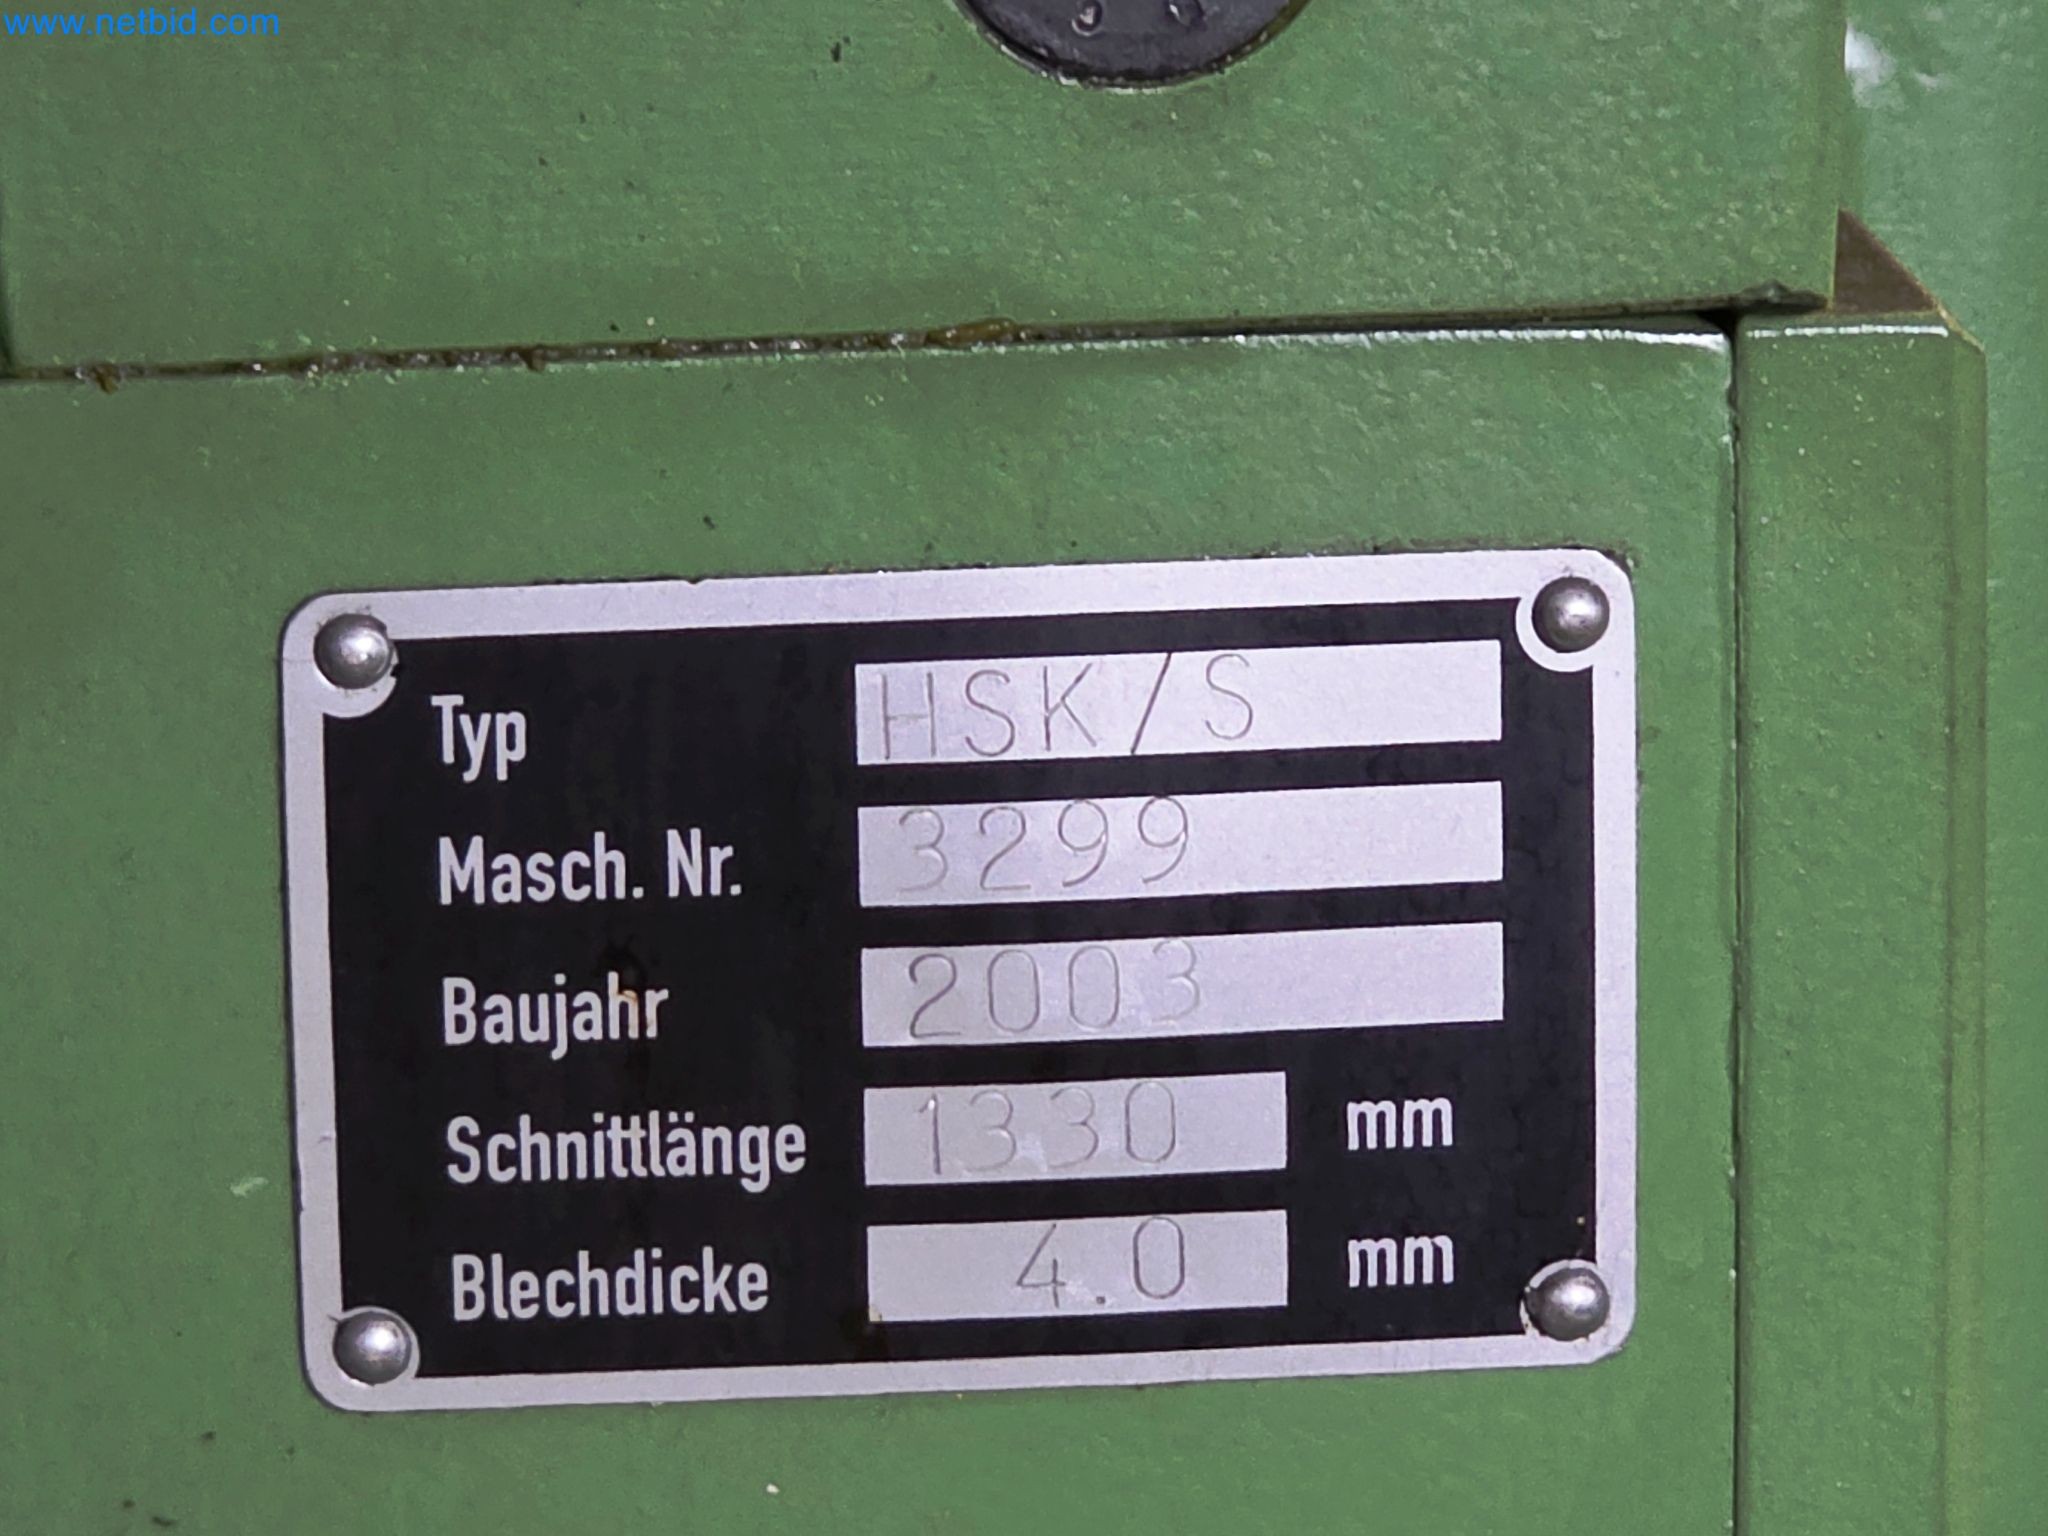 www.netbid.com
Typ HSK/S
Masch. Nr. 3299
Baujahr 2003
Schnittlänge 1330 mm
Blechdicke 4.0 mm